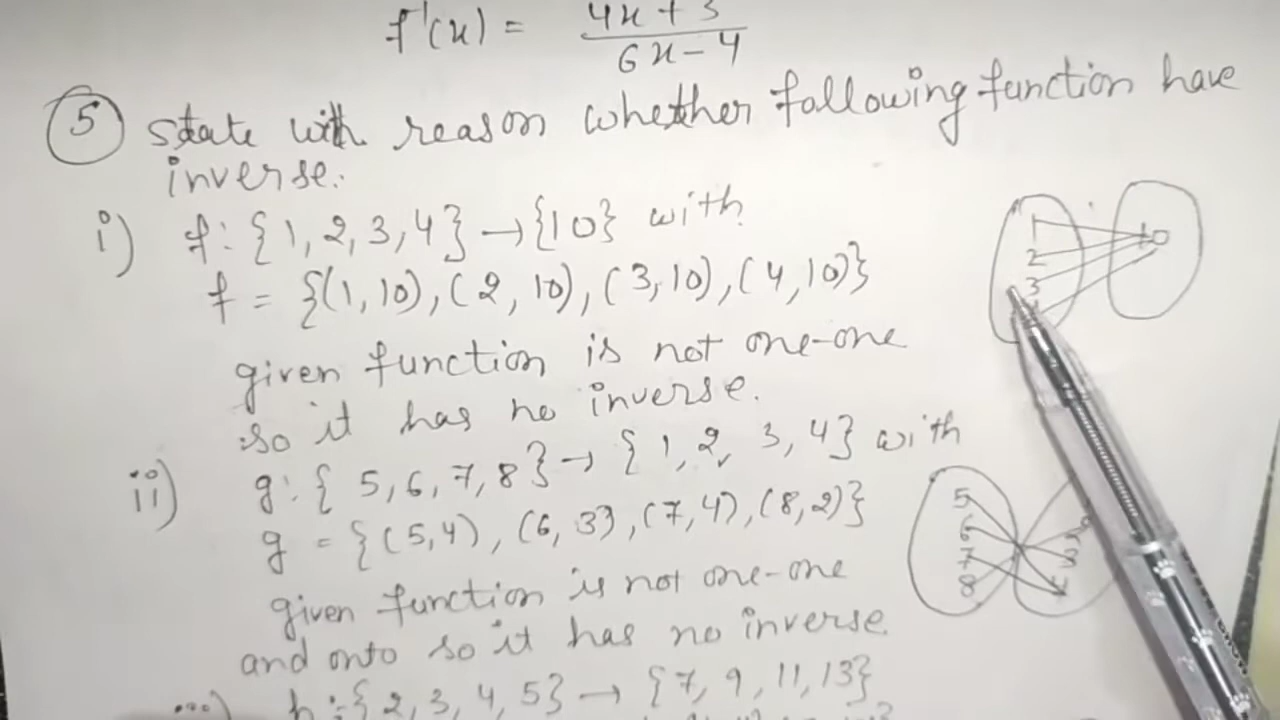 f⁻¹(x) = (4x + 3)/(6x - 4)
5 state with reason whether following function have
inverse.
i) f: {1, 2, 3, 4} → {10} with
f = {(1, 10), (2, 10), (3, 10), (4, 10)}
given function is not one-one
so it has no inverse.
ii) g: {5, 6, 7, 8} → {1, 2, 3, 4} with
g = {(5, 4), (6, 3), (7, 4), (8, 2)}
given function is not one-one
and onto so it has no inverse.
iii) h: {2, 3, 4, 5} → {7, 9, 11, 13}
1
2
3
10
5
6
7
8
3